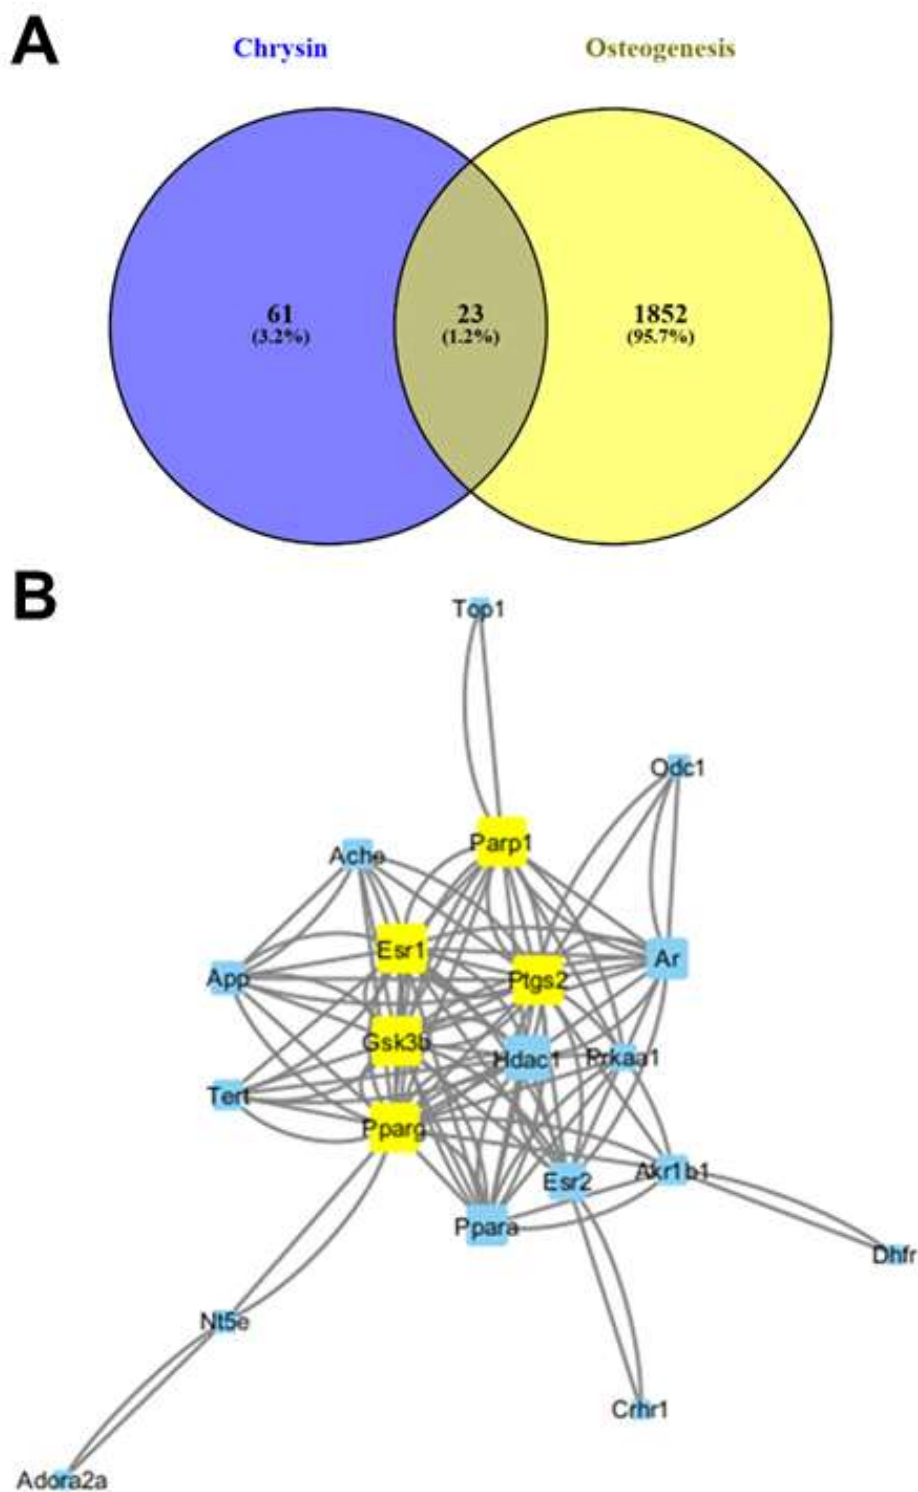 A
Chrysin Osteogenesis
61 23 1852
(3.2%) (1.2%) (95.7%)
B
Top1
Odc1
Parp1
Ache
Esr1
Ar
App
Ptgs2
Gsk3b
Hdac1 Prkaa1
Tert
Pparg
Esr2 Akr1b1
Ppara
Dhfr
Nt5e
Crhr1
Adora2a